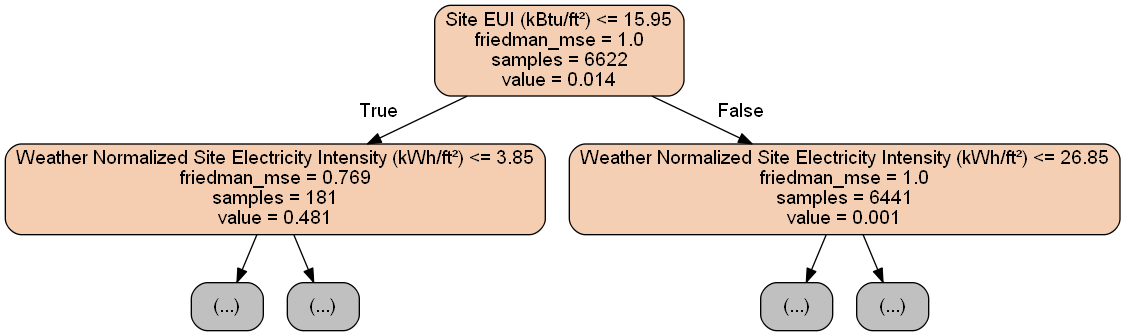 Site EUI (kBtu/ft²) <= 15.95
friedman_mse = 1.0
samples = 6622
value = 0.014
True
False
Weather Normalized Site Electricity Intensity (kWh/ft²) <= 3.85
friedman_mse = 0.769
samples = 181
value = 0.481
Weather Normalized Site Electricity Intensity (kWh/ft²) <= 26.85
friedman_mse = 1.0
samples = 6441
value = 0.001
(...)
(...)
(...)
(...)